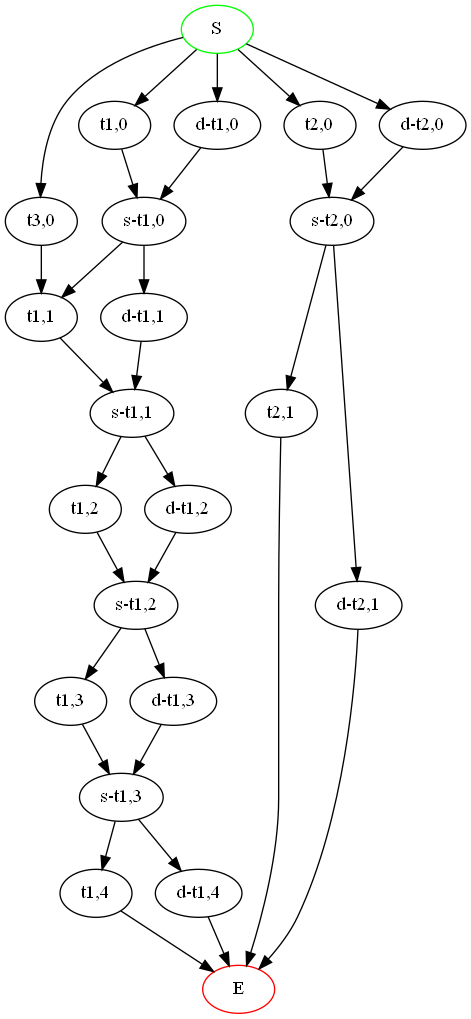 S
t1,0
d-t1,0
t2,0
d-t2,0
t3,0
s-t1,0
s-t2,0
t1,1
d-t1,1
s-t1,1
t2,1
t1,2
d-t1,2
s-t1,2
d-t2,1
t1,3
d-t1,3
s-t1,3
t1,4
d-t1,4
E